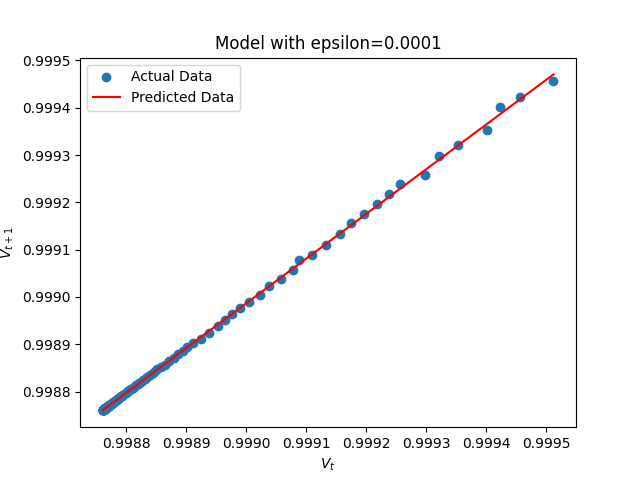 Model with epsilon=0.0001
Actual Data
Predicted Data
0.9995
0.9994
0.9993
0.9992
0.9991
0.9990
0.9989
0.9988
V_{t+1}
0.9988 0.9989 0.9990 0.9991 0.9992 0.9993 0.9994 0.9995
V_t